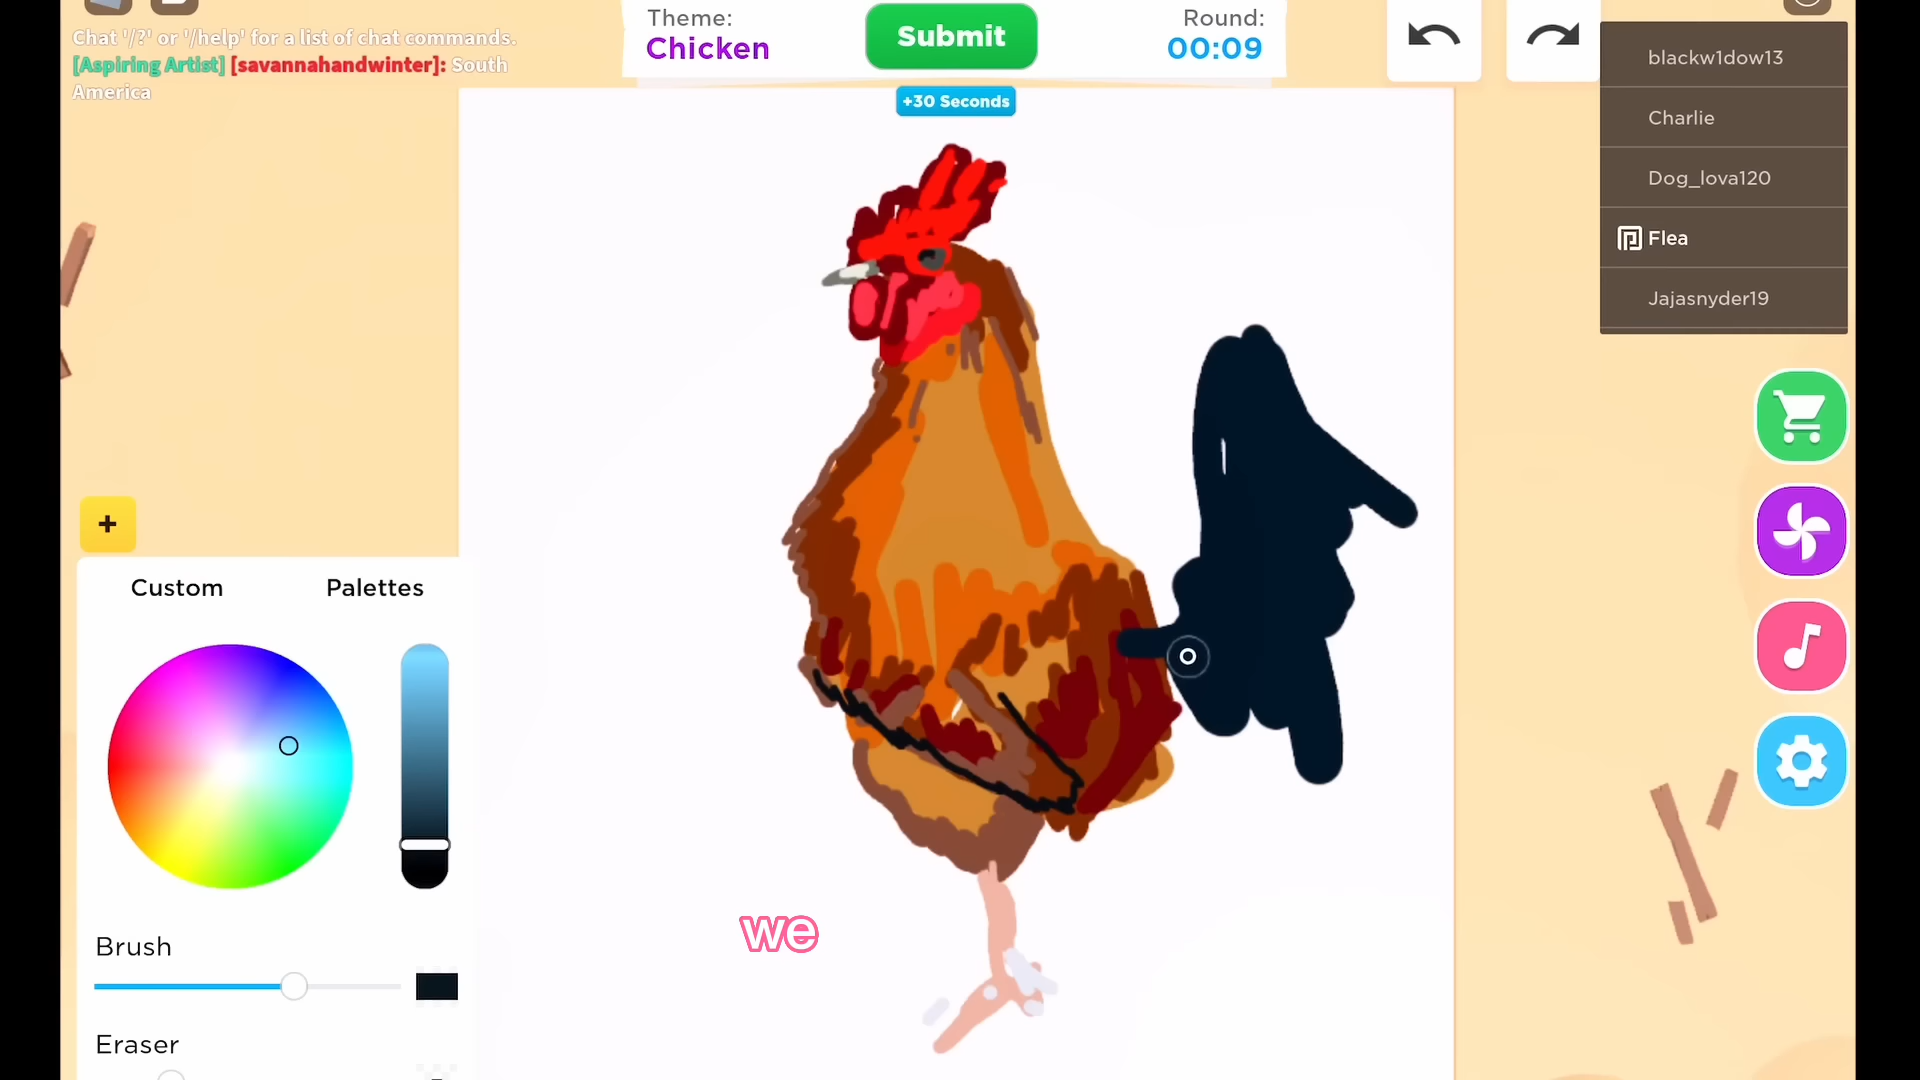 Chat '/?' or '/help' for a list of chat commands.
[Aspiring Artist] [savannahandwinter]: South
America
Theme:
Chicken
Submit
Round:
00:09
+30 Seconds
blackw1dow13
Charlie
Dog_lova120
Flea
Jajasnyder19
+
Custom
Palettes
we
Brush
Eraser